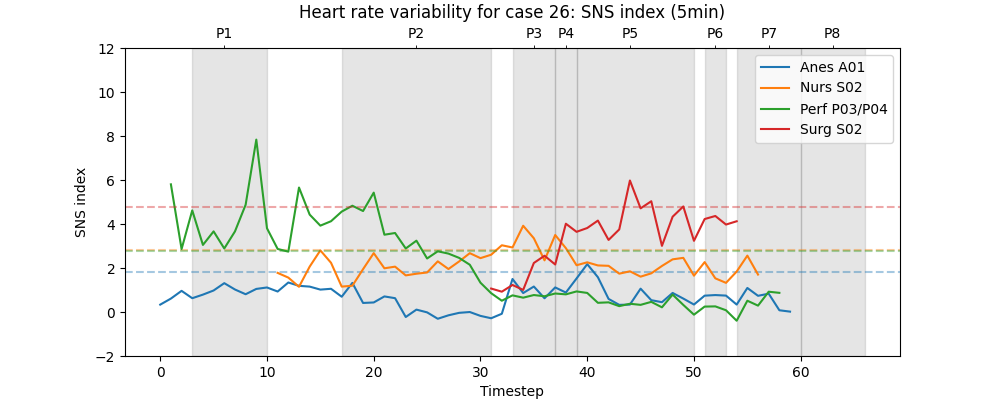 Heart rate variability for case 26: SNS index (5min)
P1 P2 P3 P4 P5 P6 P7 P8
Anes A01
Nurs S02
Perf P03/P04
Surg S02
12
10
8
6
4
2
0
−2
SNS index
0 10 20 30 40 50 60
Timestep